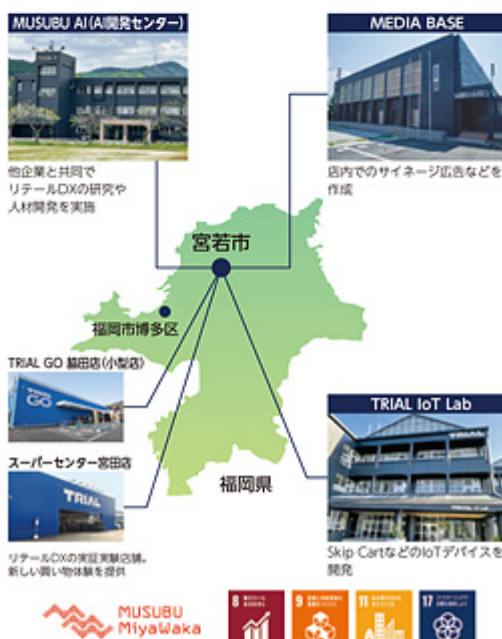 MUSUBU AI(AI開発センター)
他企業と共同で
リテールDXの研究や
人材開発を実施
MEDIA BASE
店内でのサイネージ広告などを
作成
宮若市
福岡市博多区
TRIAL GO 脇田店(小型店)
TRIAL
GO
スーパーセンター宮田店
TRIAL
リテールDXの実証実験店舗。
新しい買い物体験を提供
福岡県
TRIAL IoT Lab
TRIAL
Skip CartなどのIoTデバイスを
開発
MUSUBU
MiyaWaka
8
9
11
17